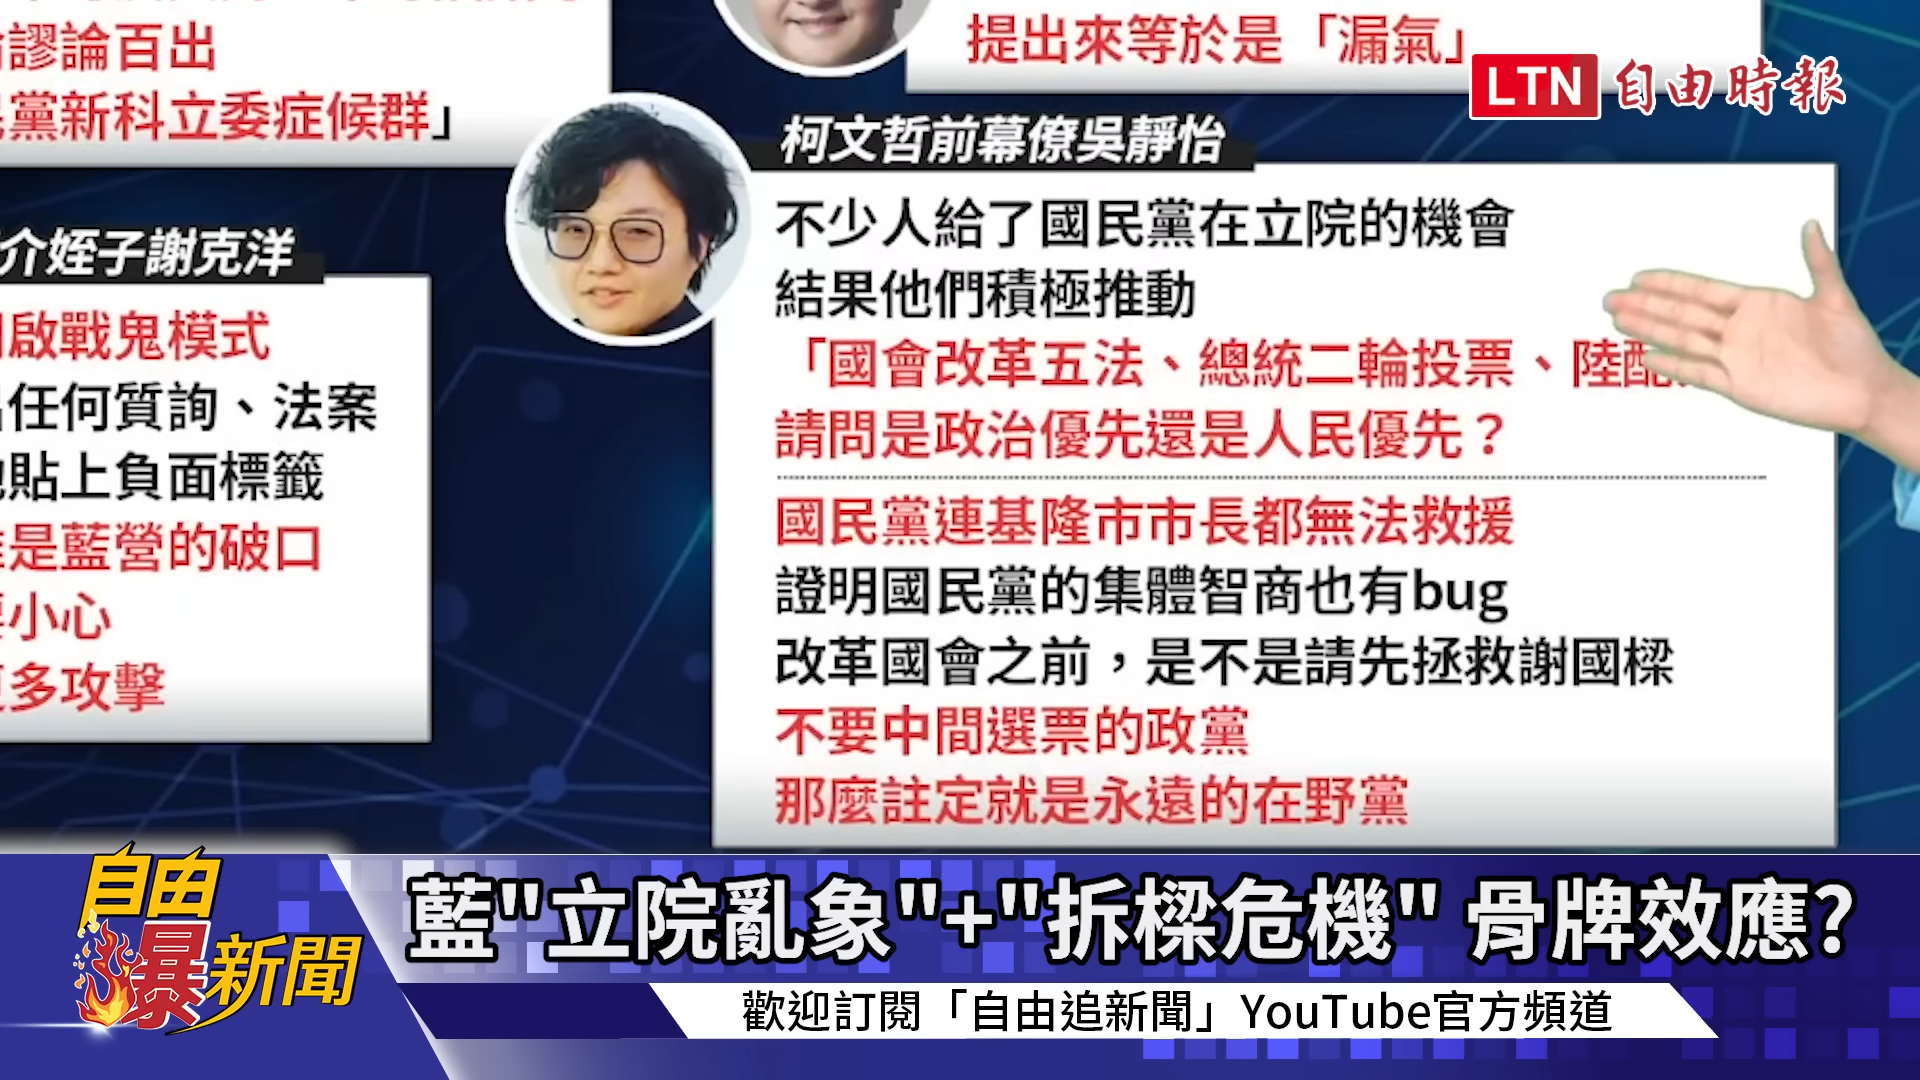 謬論百出
黨新科立委症候群」
提出來等於是「漏氣」
LTN 自由時報
介姪子謝克洋
啟戰鬼模式
任何質詢、法案
貼上負面標籤
是藍營的破口
小心
多攻擊
柯文哲前幕僚吳靜怡
不少人給了國民黨在立院的機會
結果他們積極推動
「國會改革五法、總統二輪投票、陸配
請問是政治優先還是人民優先？
國民黨連基隆市市長都無法救援
證明國民黨的集體智商也有bug
改革國會之前，是不是請先拯救謝國樑
不要中間選票的政黨
那麼註定就是永遠的在野黨
自由爆新聞
藍"立院亂象"+"拆樑危機" 骨牌效應?
歡迎訂閱「自由追新聞」YouTube官方頻道